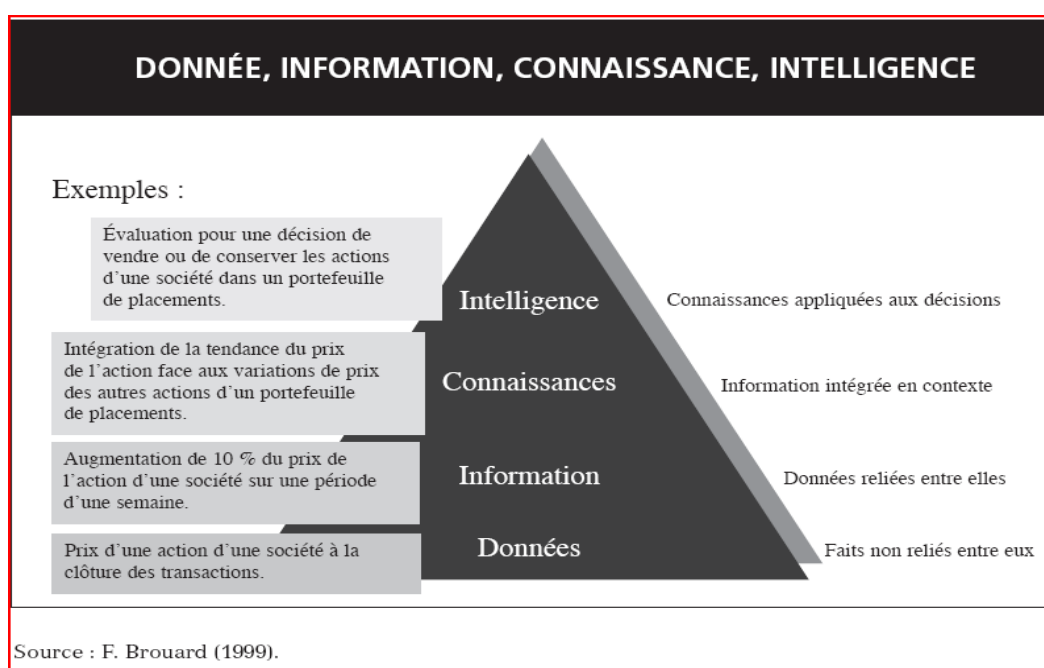 DONNÉE, INFORMATION, CONNAISSANCE, INTELLIGENCE
Exemples :
Évaluation pour une décision de
vendre ou de conserver les actions
d’une société dans un portefeuille
de placements.
Intelligence
Connaissances appliquées aux décisions
Intégration de la tendance du prix
de l’action face aux variations de prix
des autres actions d’un portefeuille
de placements.
Connaissances
Information intégrée en contexte
Augmentation de 10 % du prix de
l’action d’une société sur une période
d’une semaine.
Information
Données reliées entre elles
Prix d’une action d’une société à la
clôture des transactions.
Données
Faits non reliés entre eux
Source : F. Brouard (1999).